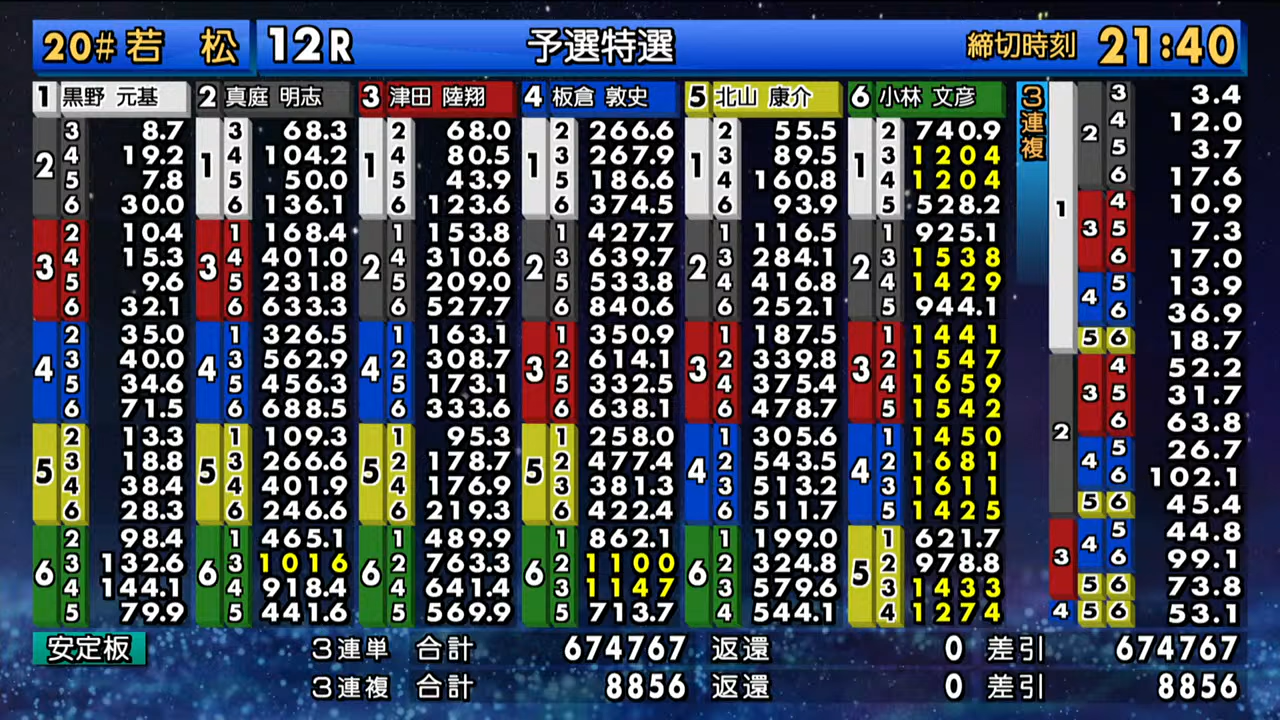 20# 若 松 12R 予選特選 締切時刻 21:40
1 黒野 元基 2 真庭 明志 3 津田 陸翔 4 板倉 敦史 5 北山 康介 6 小林 文彦 3連複
2 3 8.7 1 3 68.3 1 2 68.0 1 2 266.6 1 2 55.5 1 2 740.9
4 19.2 4 104.2 4 80.5 3 267.9 3 89.5 3 1204
5 7.8 5 50.0 5 43.9 5 186.6 4 160.8 4 1204
6 30.0 6 136.1 6 123.6 6 374.5 6 93.9 5 528.2
3 2 10.4 3 1 168.4 2 1 153.8 2 1 427.7 2 1 116.5 2 1 925.1
4 15.3 4 401.0 4 310.6 3 639.7 3 284.1 3 1538
5 9.6 5 231.8 5 209.0 5 533.8 4 416.8 4 1429
6 32.1 6 633.3 6 527.7 6 840.6 6 252.1 5 944.1
4 2 35.0 4 1 326.5 4 1 163.1 3 1 350.9 3 1 187.5 3 1 1441
3 40.0 3 562.9 2 308.7 2 614.1 2 339.8 2 1547
5 34.6 5 456.3 5 173.1 5 332.5 4 375.4 4 1659
6 71.5 6 688.5 6 333.6 6 638.1 6 478.7 5 1542
5 2 13.3 5 1 109.3 5 1 95.3 5 1 258.0 4 1 305.6 4 1 1450
3 18.8 3 266.6 2 178.7 2 477.4 2 543.5 2 1681
4 38.4 4 401.9 4 176.9 3 381.3 3 513.2 3 1611
6 28.3 6 246.6 6 219.3 6 422.4 6 511.7 5 1425
6 2 98.4 6 1 465.1 6 1 489.9 6 1 862.1 6 1 199.0 5 1 621.7
3 132.6 3 1016 2 763.3 2 1100 2 324.8 2 978.8
4 144.1 4 918.4 4 641.4 3 1147 3 579.6 3 1433
5 79.9 5 441.6 5 569.9 5 713.7 4 544.1 4 1274
1 2 3 3.4
4 12.0
5 3.7
6 17.6
3 4 10.9
5 7.3
6 17.0
4 5 13.9
6 36.9
5 6 18.7
2 3 4 52.2
5 31.7
6 63.8
4 5 26.7
6 102.1
5 6 45.4
3 4 5 44.8
6 99.1
5 6 73.8
4 5 6 53.1
安定板 3連単 合計 674767 返還 0 差引 674767
3連複 合計 8856 返還 0 差引 8856